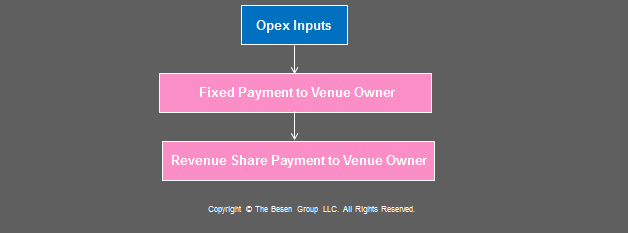 Opex Inputs
Fixed Payment to Venue Owner
Revenue Share Payment to Venue Owner
Copyright © The Besen Group LLC. All Rights Reserved.